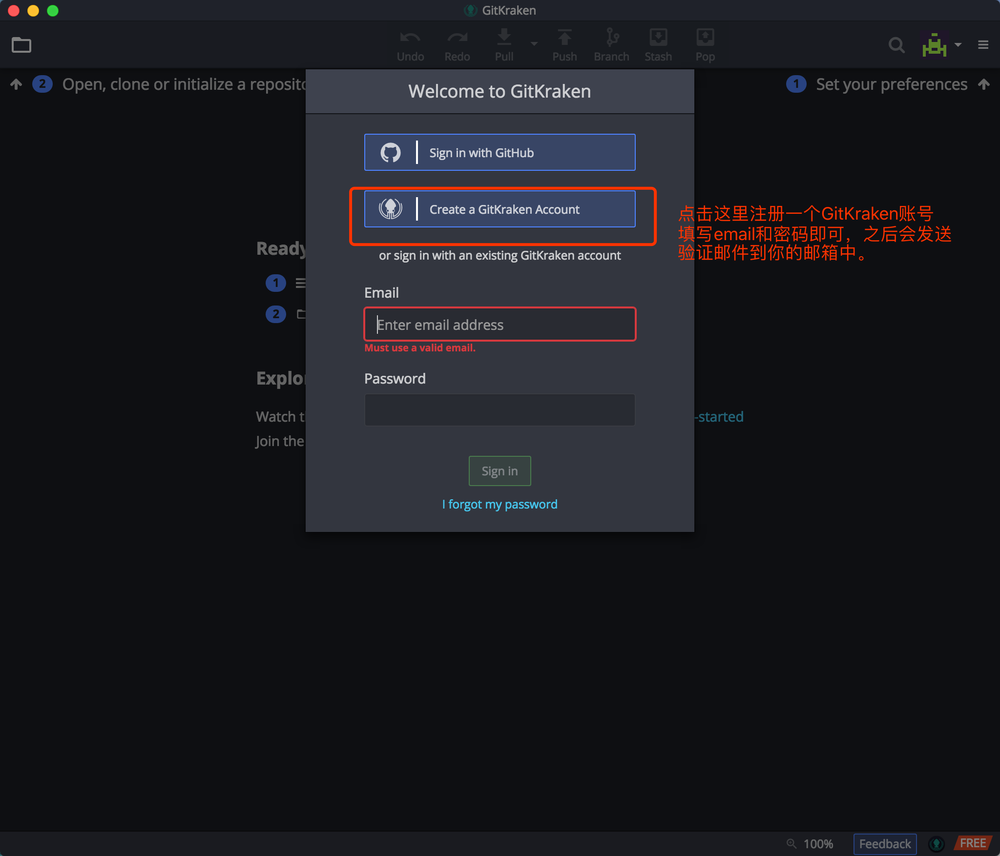 GitKraken
Undo
Redo
Pull
Push
Branch
Stash
Pop
2 Open, clone or initialize a
1 Set your preferences
Welcome to GitKraken
Sign in with GitHub
Create a GitKraken Account
点击这里注册一个GitKraken账号
填写email和密码即可，之后会发送
验证邮件到你的邮箱中。
or sign in with an existing GitKraken account
Ready
1
2
Email
Enter email address
Must use a valid email.
Password
Watch
-started
Join the
Sign in
I forgot my password
100%
Feedback
FREE